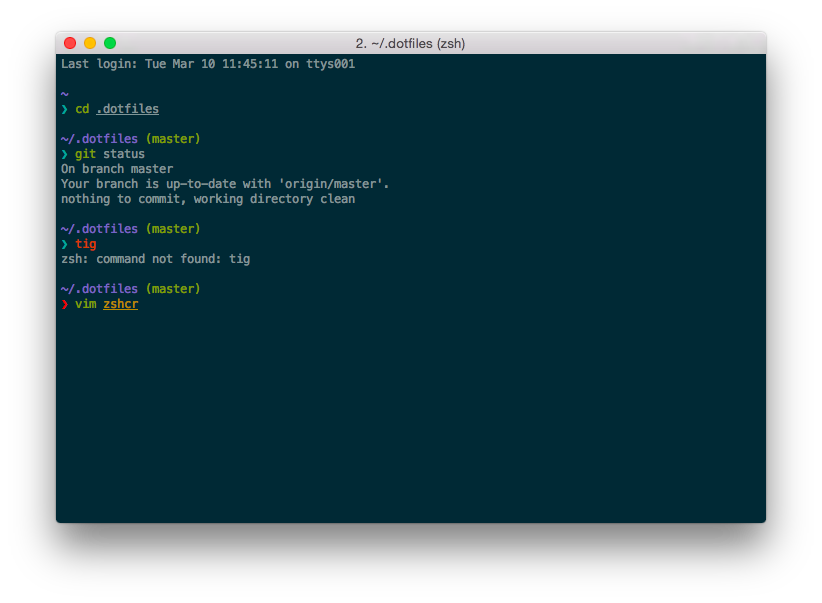 2. ~/.dotfiles (zsh)
Last login: Tue Mar 10 11:45:11 on ttys001
~
❯ cd .dotfiles
~/.dotfiles (master)
❯ git status
On branch master
Your branch is up-to-date with 'origin/master'.
nothing to commit, working directory clean
~/.dotfiles (master)
❯ tig
zsh: command not found: tig
~/.dotfiles (master)
❯ vim zshcr